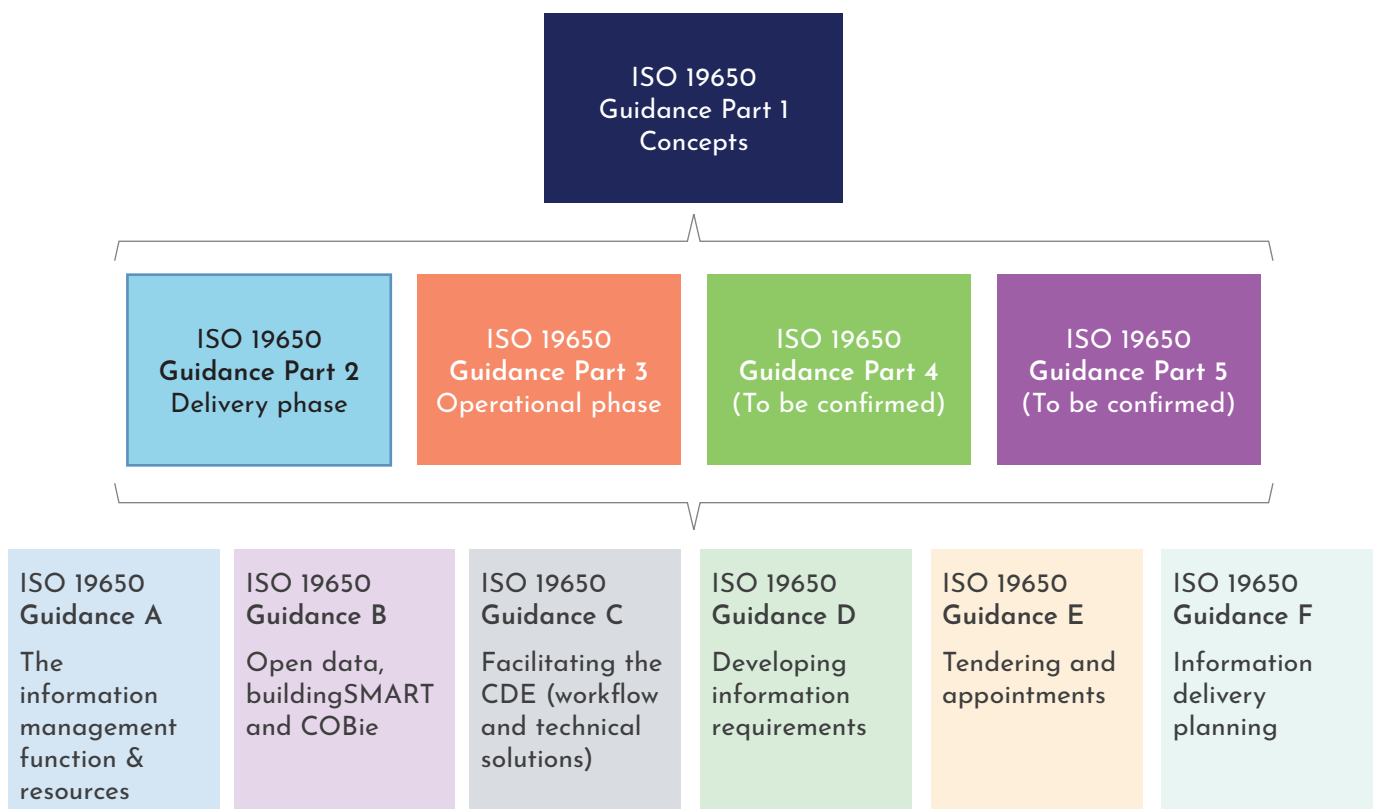 ISO 19650
Guidance Part 1
Concepts
ISO 19650
Guidance Part 2
Delivery phase
ISO 19650
Guidance Part 3
Operational phase
ISO 19650
Guidance Part 4
(To be confirmed)
ISO 19650
Guidance Part 5
(To be confirmed)
ISO 19650
Guidance A
The
information
management
function &
resources
ISO 19650
Guidance B
Open data,
buildingSMART
and COBie
ISO 19650
Guidance C
Facilitating the
CDE (workflow
and technical
solutions)
ISO 19650
Guidance D
Developing
information
requirements
ISO 19650
Guidance E
Tendering and
appointments
ISO 19650
Guidance F
Information
delivery
planning